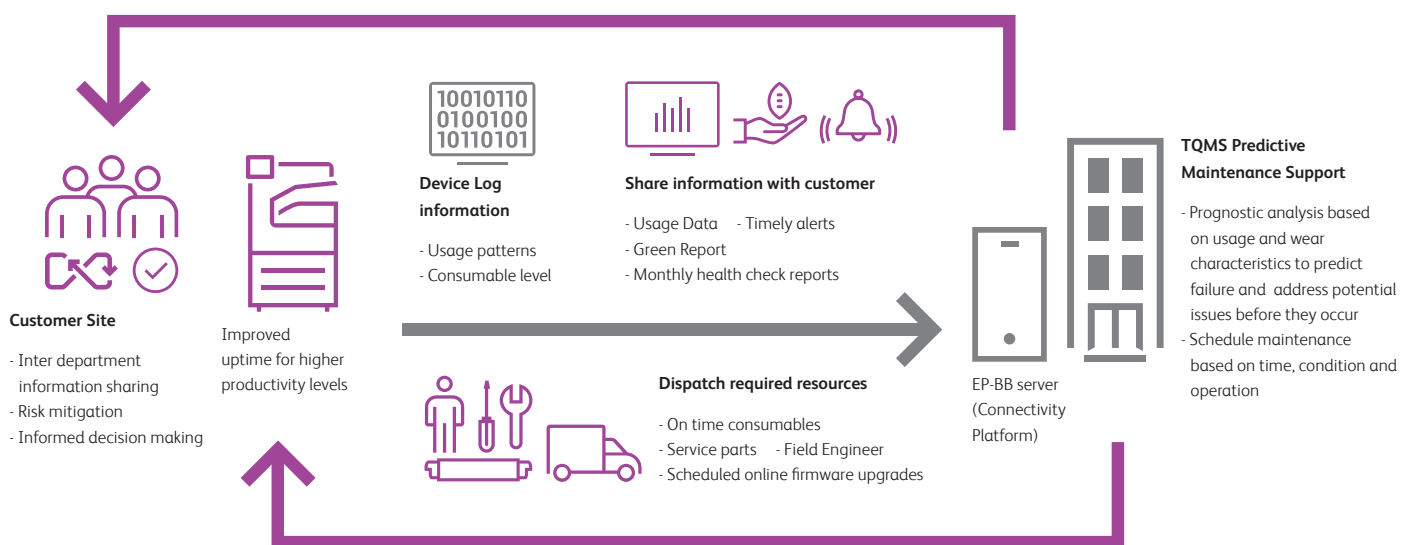 10010110
0100100
10110101
Customer Site
- Inter department
information sharing
- Risk mitigation
- Informed decision making
Improved
uptime for higher
productivity levels
Device Log
information
- Usage patterns
- Consumable level
Share information with customer
- Usage Data - Timely alerts
- Green Report
- Monthly health check reports
Dispatch required resources
- On time consumables
- Service parts - Field Engineer
- Scheduled online firmware upgrades
EP-BB server
(Connectivity
Platform)
TQMS Predictive
Maintenance Support
- Prognostic analysis based
on usage and wear
characteristics to predict
failure and address potential
issues before they occur
- Schedule maintenance
based on time, condition and
operation